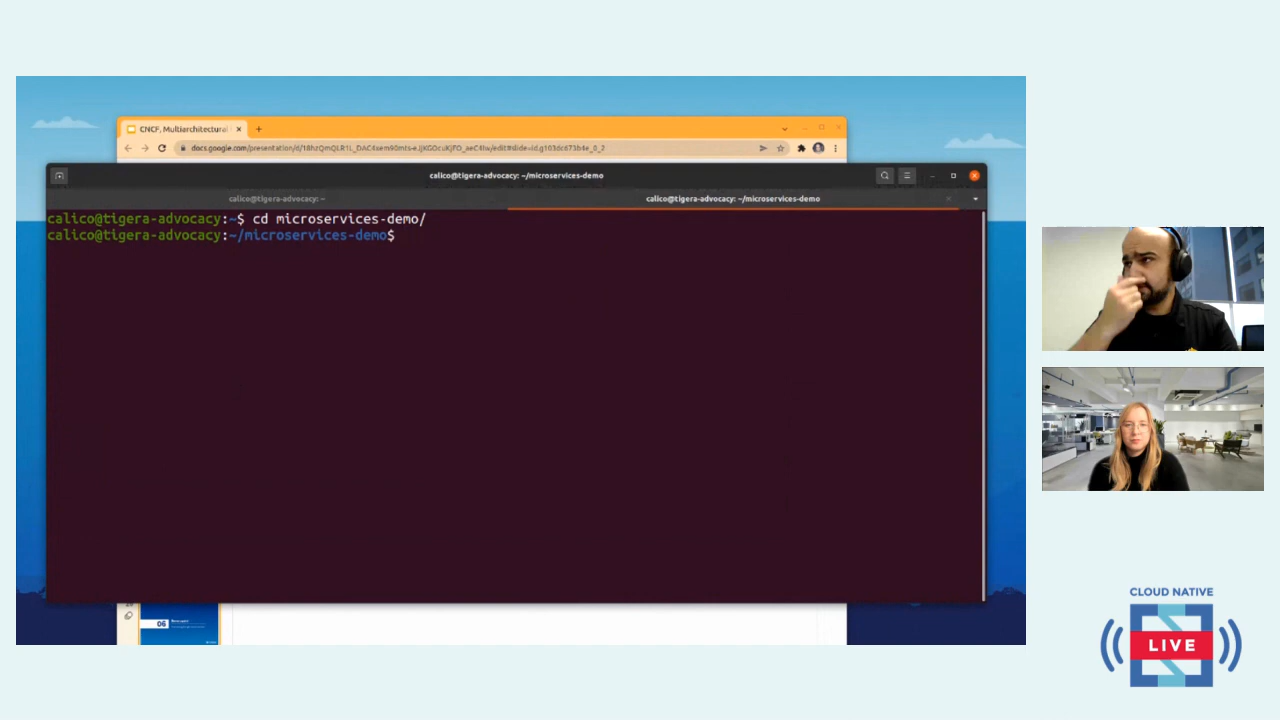 CNCF, Multiarchitectural
calico@tigera-advocacy: ~/microservices-demo
calico@tigera-advocacy: ~
calico@tigera-advocacy: ~/microservices-demo
calico@tigera-advocacy:~$ cd microservices-demo/
calico@tigera-advocacy:~/microservices-demo$
06
CLOUD NATIVE
LIVE